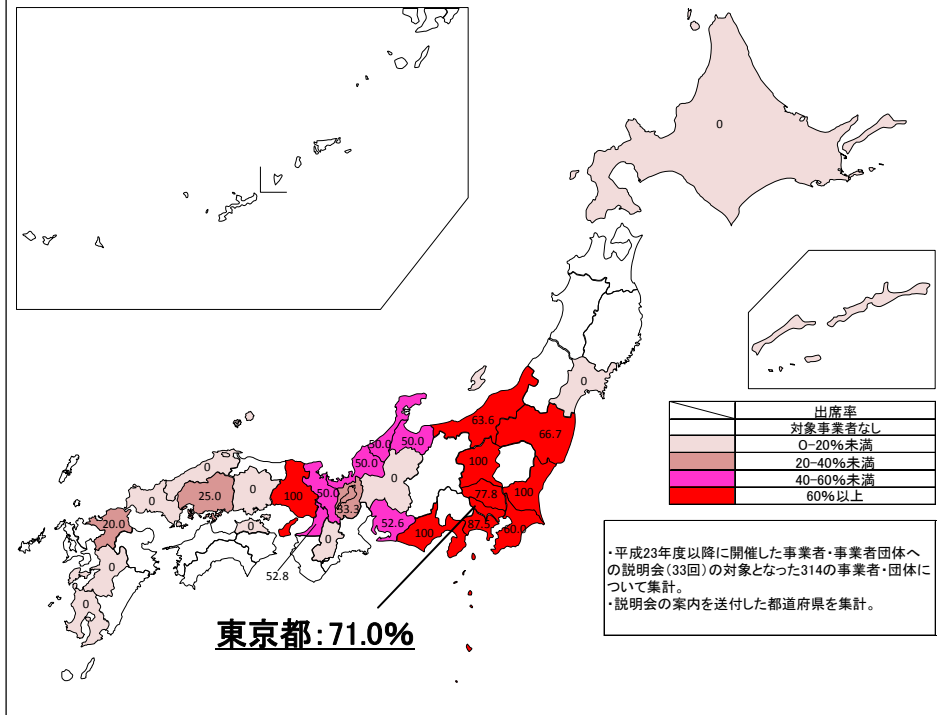 0
0
63.6
66.7
50.0
50.0
50.0
100
0
0
0
25.0
0
100
50.0
33.3
77.8
100
20.0
0
52.6
100
87.5
60.0
0
0
0
52.8
東京都：71.0%
出席率
対象事業者なし
0-20%未満
20-40%未満
40-60%未満
60%以上
・平成23年度以降に開催した事業者・事業者団体へ
の説明会(33回)の対象となった314の事業者・団体に
ついて集計。
・説明会の案内を送付した都道府県を集計。